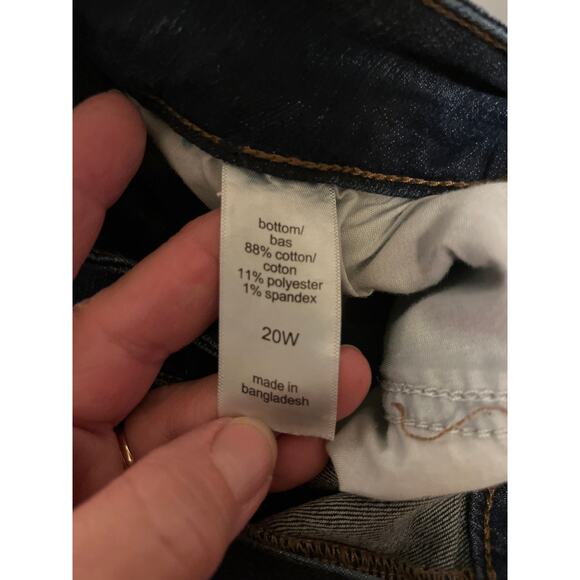 bottom/
bas
88% cotton/
coton
11% polyester
1% spandex
20W
made in
bangladesh